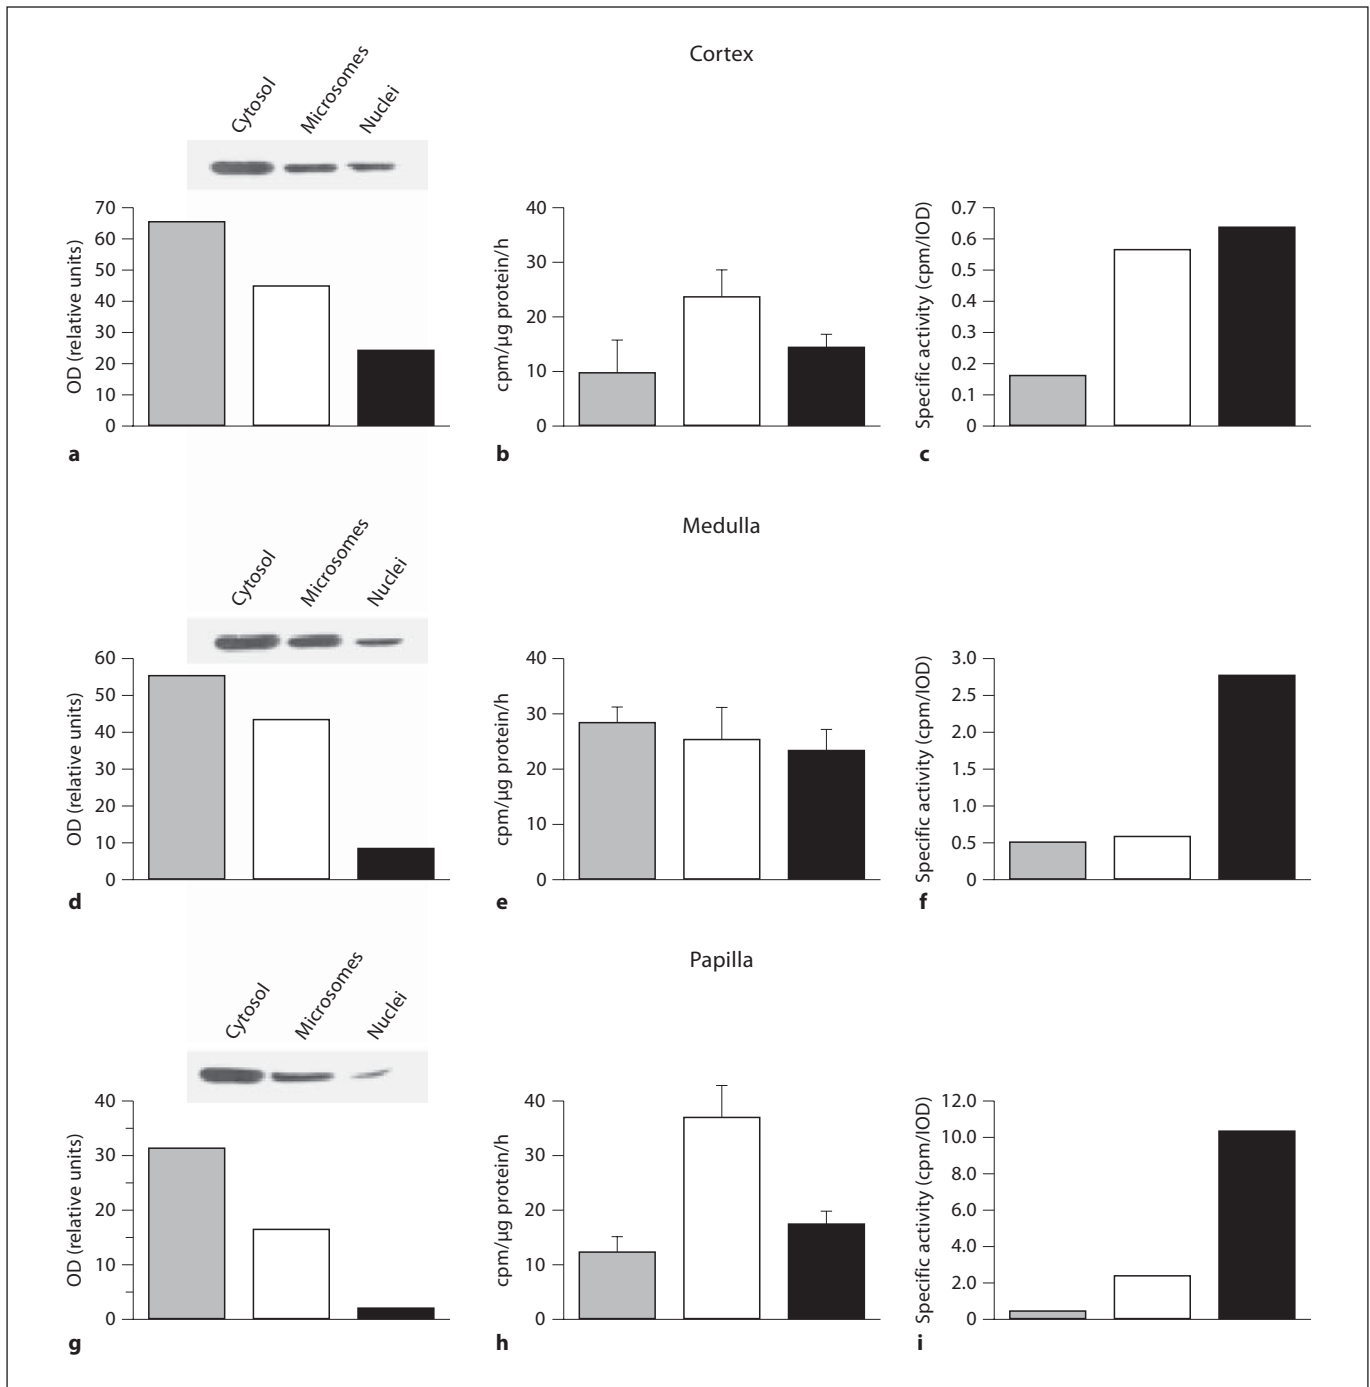 Cortex
Cytosol
Microsomes
Nuclei
OD (relative units)
70
60
50
40
30
20
10
0
a
cpm/µg protein/h
40
30
20
10
0
b
Specific activity (cpm/IOD)
0.7
0.6
0.5
0.4
0.3
0.2
0.1
0
c
Medulla
Cytosol
Microsomes
Nuclei
OD (relative units)
60
50
40
30
20
10
0
d
cpm/µg protein/h
40
30
20
10
0
e
Specific activity (cpm/IOD)
3.0
2.5
2.0
1.5
1.0
0.5
0
f
Papilla
Cytosol
Microsomes
Nuclei
OD (relative units)
40
30
20
10
0
g
cpm/µg protein/h
40
30
20
10
0
h
Specific activity (cpm/IOD)
12.0
10.0
8.0
6.0
4.0
2.0
0
i